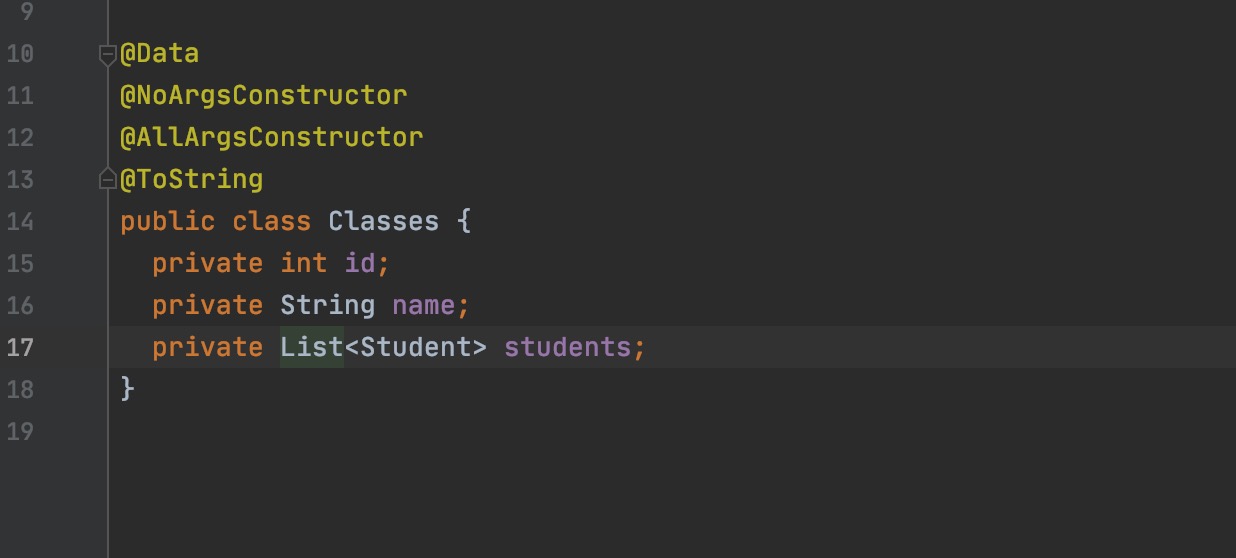 9
10 @Data
11 @NoArgsConstructor
12 @AllArgsConstructor
13 @ToString
14 public class Classes {
15 private int id;
16 private String name;
17 private List<Student> students;
18 }
19